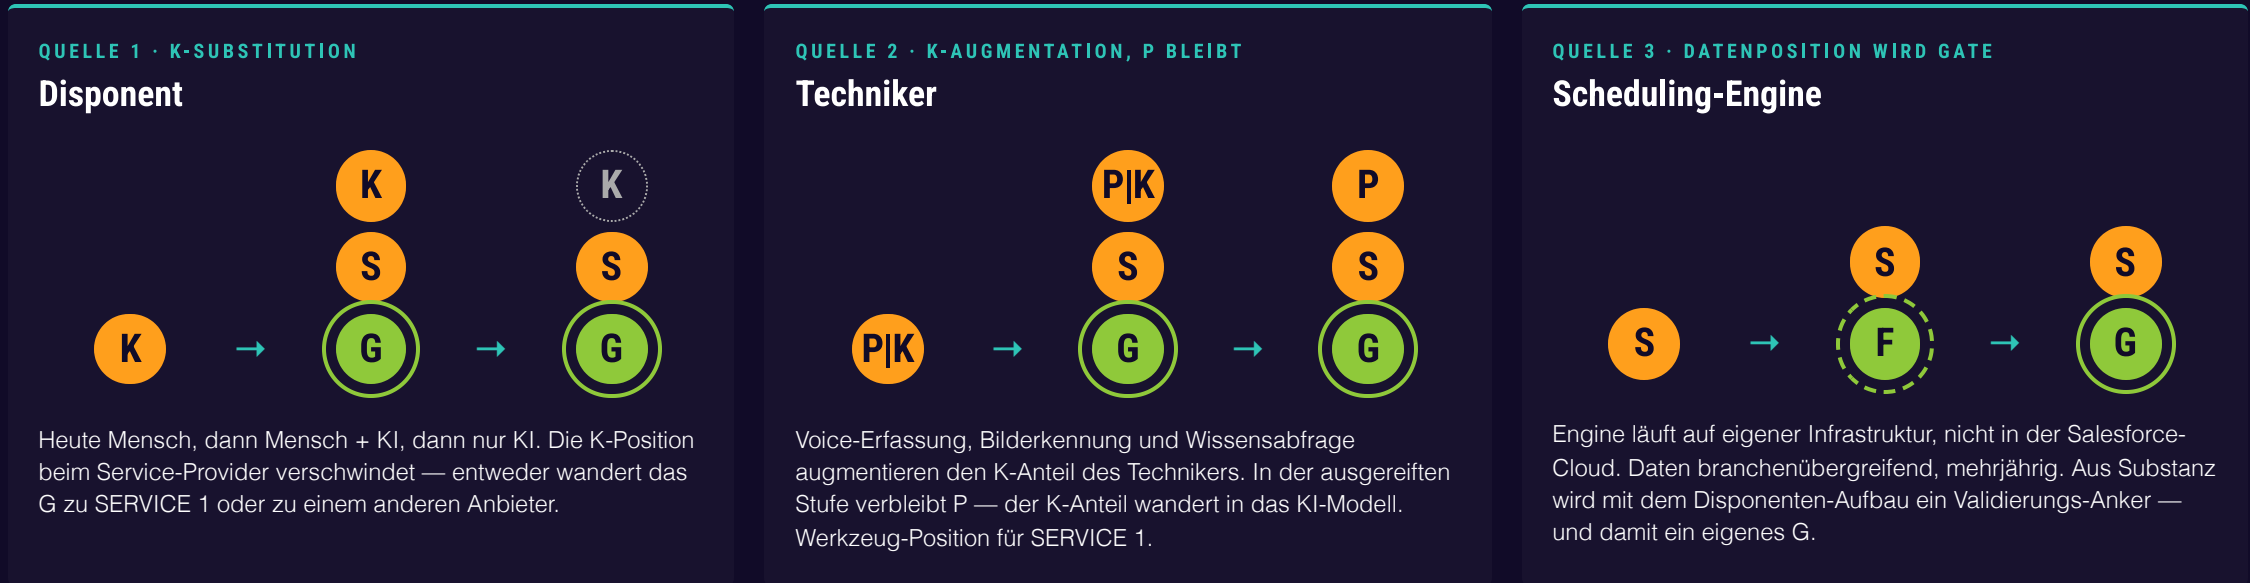 QUELLE 1 · K-SUBSTITUTION
Disponent
K
K
S
S
K
→
G
→
G
Heute Mensch, dann Mensch + KI, dann nur KI. Die K-Position
beim Service-Provider verschwindet — entweder wandert das
G zu SERVICE 1 oder zu einem anderen Anbieter.
QUELLE 2 · K-AUGMENTATION, P BLEIBT
Techniker
P|K
P
S
S
P|K
→
G
→
G
Voice-Erfassung, Bilderkennung und Wissensabfrage
augmentieren den K-Anteil des Technikers. In der ausgereiften
Stufe verbleibt P — der K-Anteil wandert in das KI-Modell.
Werkzeug-Position für SERVICE 1.
QUELLE 3 · DATENPOSITION WIRD GATE
Scheduling-Engine
S
S
S
→
F
→
G
Engine läuft auf eigener Infrastruktur, nicht in der Salesforce-
Cloud. Daten branchenübergreifend, mehrjährig. Aus Substanz
wird mit dem Disponenten-Aufbau ein Validierungs-Anker —
und damit ein eigenes G.